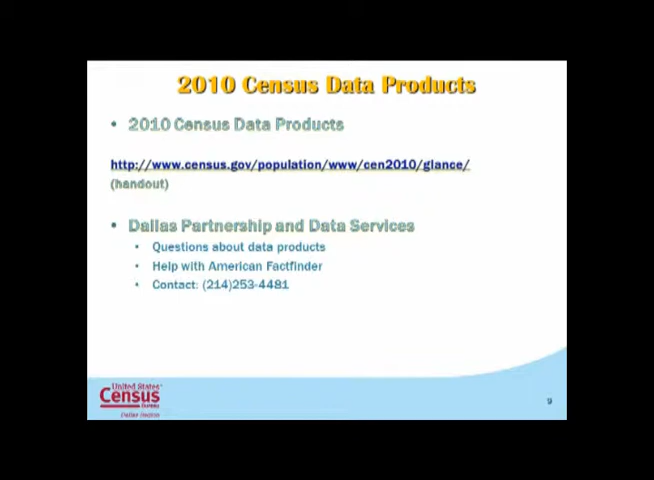 2010 Census Data Products
• 2010 Census Data Products
http://www.census.gov/population/www/cen2010/glance/
(handout)
• Dallas Partnership and Data Services
• Questions about data products
• Help with American Factfinder
• Contact: (214)253-4481
United States
Census
Bureau
Dallas Region
9